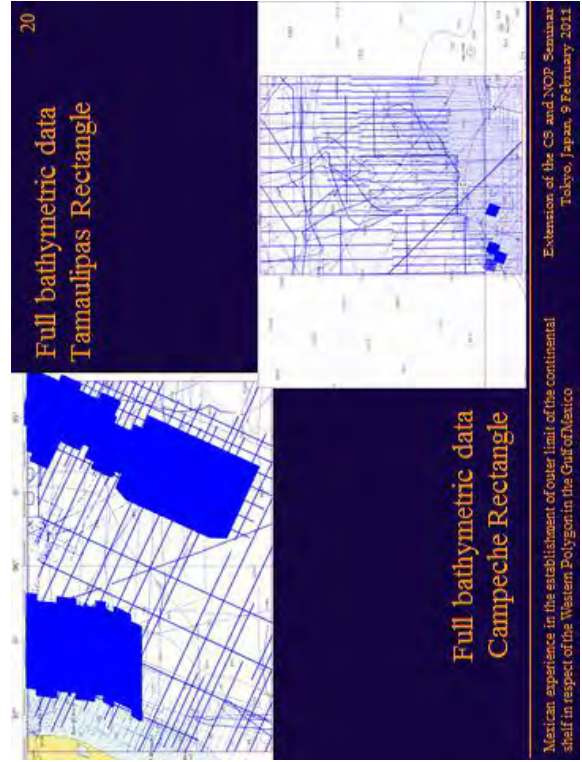 20
Full bathymetric data
Tamaulipas Rectangle
Full bathymetric data
Campeche Rectangle
Mexican experience in the establishment of outer limit of the continental
shelf in respect of the Western Polygon in the Gulf of Mexico
Extension of the CS and NOP Seminar
Tokyo, Japan, 9 February 2011